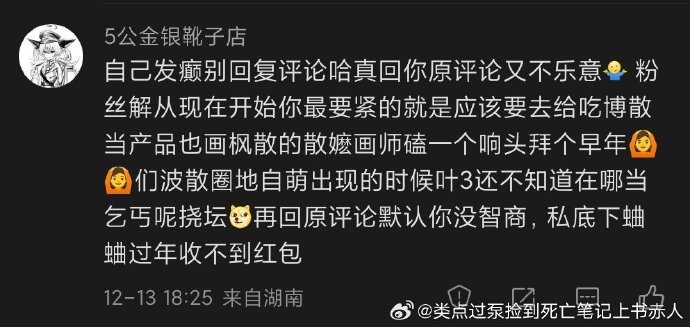 5公金银靴子店
自己发癫别回复评论哈真回你原评论又不乐意🤷 粉
丝解从现在开始你最要紧的就是应该要去给吃博散
当产品也画枫散的散嬷画师磕一个响头拜个早年🙆
🙆们波散圈地自萌出现的时候叶3还不知道在哪当
乞丐呢挠坛再回原评论默认你没智商，私底下蛐
蛐过年收不到红包
12-13 18:25 来自湖南
@类点过泵捡到死亡笔记上书赤人